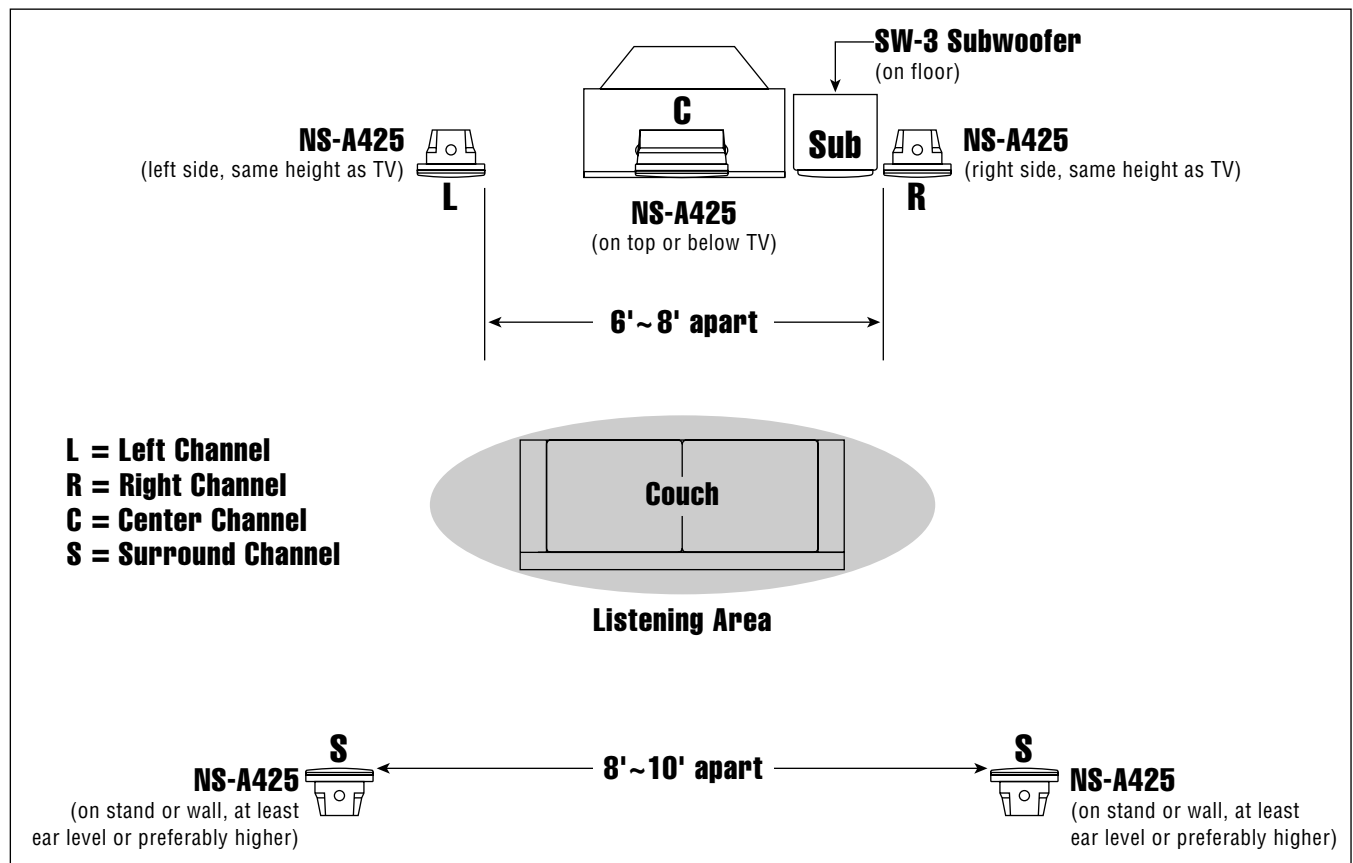 SW-3 Subwoofer
(on floor)
C
Sub
NS-A425
(left side, same height as TV)
L
NS-A425
(right side, same height as TV)
R
NS-A425
(on top or below TV)
6'~8' apart
L = Left Channel
R = Right Channel
C = Center Channel
S = Surround Channel
Couch
Listening Area
S
NS-A425
(on stand or wall, at least
ear level or preferably higher)
8'~10' apart
S
NS-A425
(on stand or wall, at least
ear level or preferably higher)